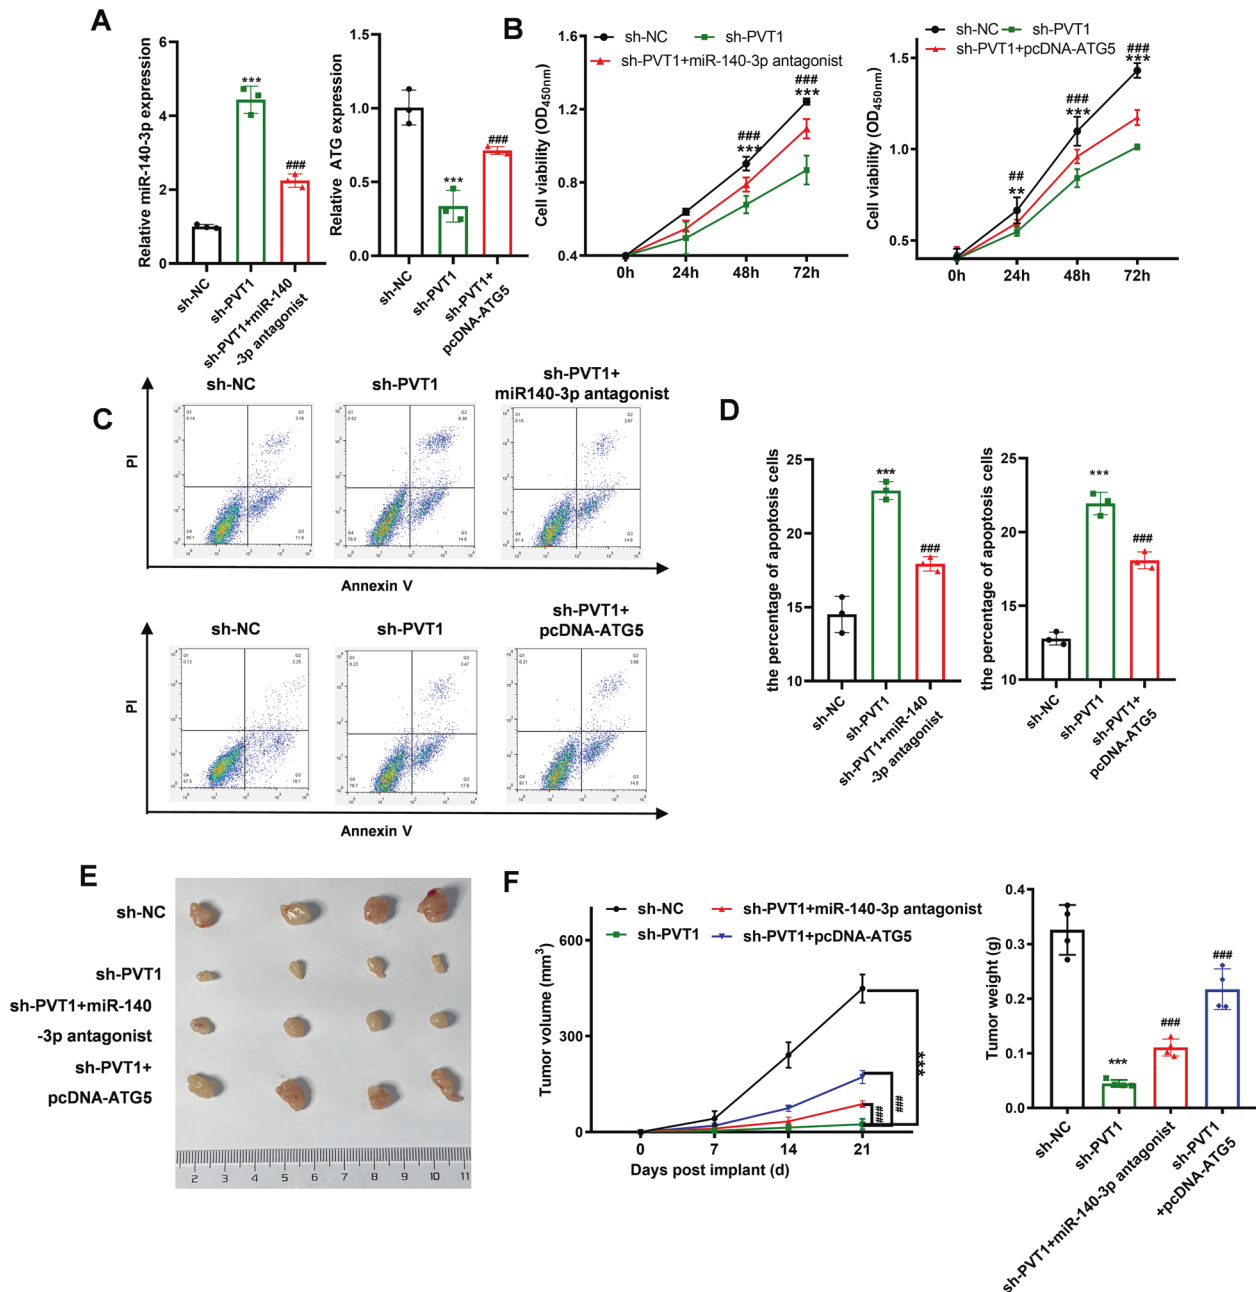 A
Relative miR-140-3p expression
6
4
2
0
***
###
sh-NC
sh-PVT1
sh-PVT1+miR-140
-3p antagonist
Relative ATG expression
1.5
1.0
0.5
0.0
***
###
sh-NC
sh-PVT1
sh-PVT1+
pcDNA-ATG5
B
sh-NC sh-PVT1
sh-PVT1+miR-140-3p antagonist
Cell viability (OD450nm)
1.6
1.2
0.8
0.4
###
***
###
***
0h 24h 48h 72h
sh-NC sh-PVT1
sh-PVT1+pcDNA-ATG5
Cell viability (OD450nm)
1.5
1.0
0.5
##
**
###
***
###
***
0h 24h 48h 72h
C
sh-NC
sh-PVT1
sh-PVT1+
miR140-3p antagonist
PI
Annexin V
sh-NC
sh-PVT1
sh-PVT1+
pcDNA-ATG5
PI
Annexin V
D
the percentage of apoptosis cells
25
20
15
10
***
###
sh-NC
sh-PVT1
sh-PVT1+miR-140
-3p antagonist
the percentage of apoptosis cells
25
20
15
10
***
###
sh-NC
sh-PVT1
sh-PVT1+
pcDNA-ATG5
E
sh-NC
sh-PVT1
sh-PVT1+miR-140
-3p antagonist
sh-PVT1+
pcDNA-ATG5
2 3 4 5 6 7 8 9 10 11
F
sh-NC sh-PVT1+miR-140-3p antagonist
sh-PVT1 sh-PVT1+pcDNA-ATG5
Tumor volume (mm3)
600
300
0
###
###
***
0 7 14 21
Days post implant (d)
Tumor weight (g)
0.4
0.3
0.2
0.1
0.0
***
###
###
sh-NC
sh-PVT1
sh-PVT1+miR-140-3p antagonist
sh-PVT1
+pcDNA-ATG5